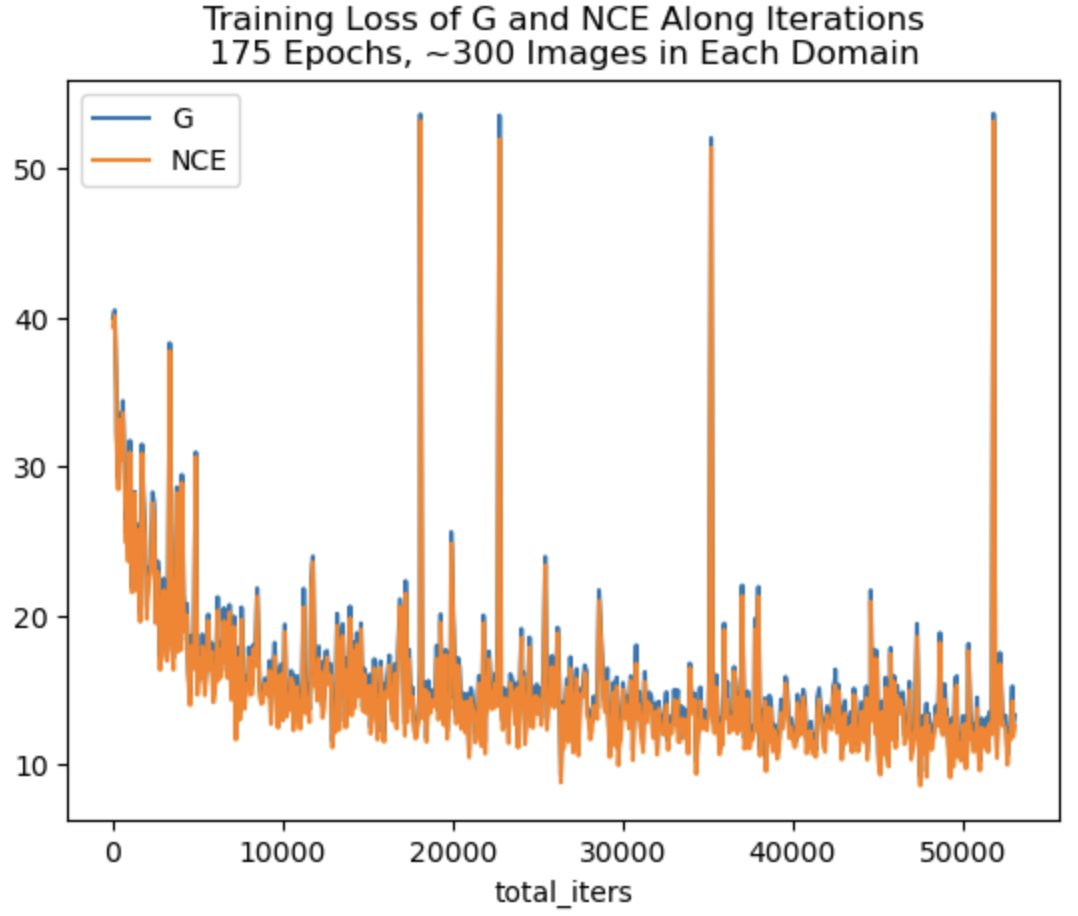 Training Loss of G and NCE Along Iterations
175 Epochs, ~300 Images in Each Domain
G
NCE
50
40
30
20
10
0 10000 20000 30000 40000 50000
total_iters